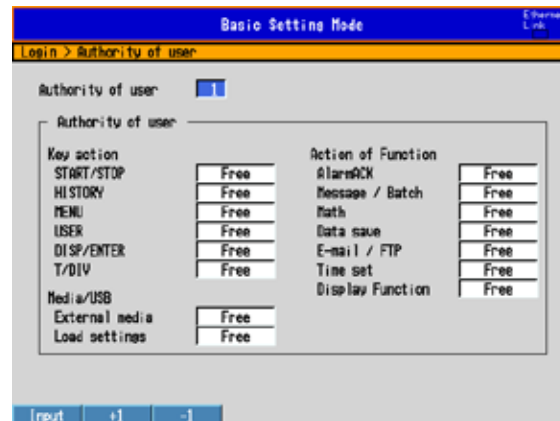 Basic Setting Mode
Ethernet
Link
Login > Authority of user
Authority of user 1
Authority of user
Key action
START/STOP Free
HISTORY Free
MENU Free
USER Free
DISP/ENTER Free
T/DIV Free
Media/USB
External media Free
Load settings Free
Action of Function
AlarmACK Free
Message / Batch Free
Math Free
Data save Free
E-mail / FTP Free
Time set Free
Display Function Free
Input +1 -1